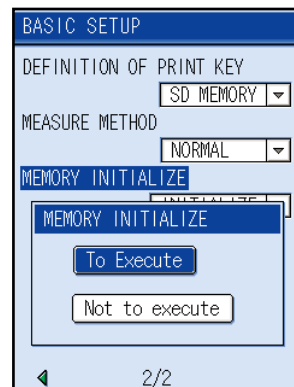 BASIC SETUP
DEFINITION OF PRINT KEY
SD MEMORY
MEASURE METHOD
NORMAL
MEMORY INITIALIZE
MEMORY INITIALIZE
To Execute
Not to execute
2/2